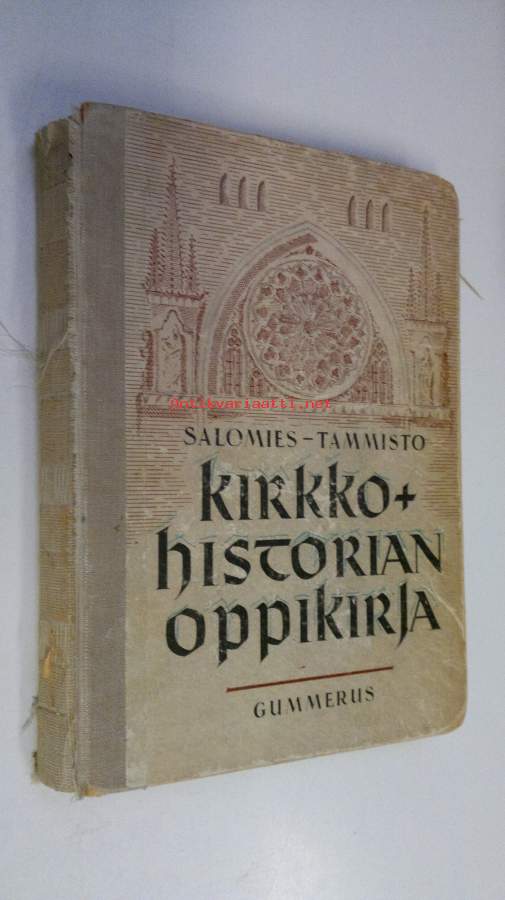 Antikvariaatti.net
SALOMIES-TAMMISTO
KIRKKO+
hISTORIAN
OPPIKIRJA
GUMMERUS